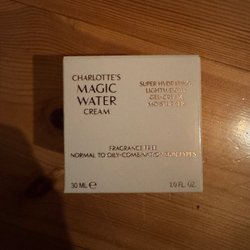 CHARLOTTE'S
MAGIC
WATER
CREAM
SUPER HYDRATING
LIGHTWEIGHT
GEL-CREAM
MOISTURISER
FRAGRANCE FREE
NORMAL TO OILY-COMBINATION SKIN TYPES
30 ML ℮
1.0 FL. OZ.